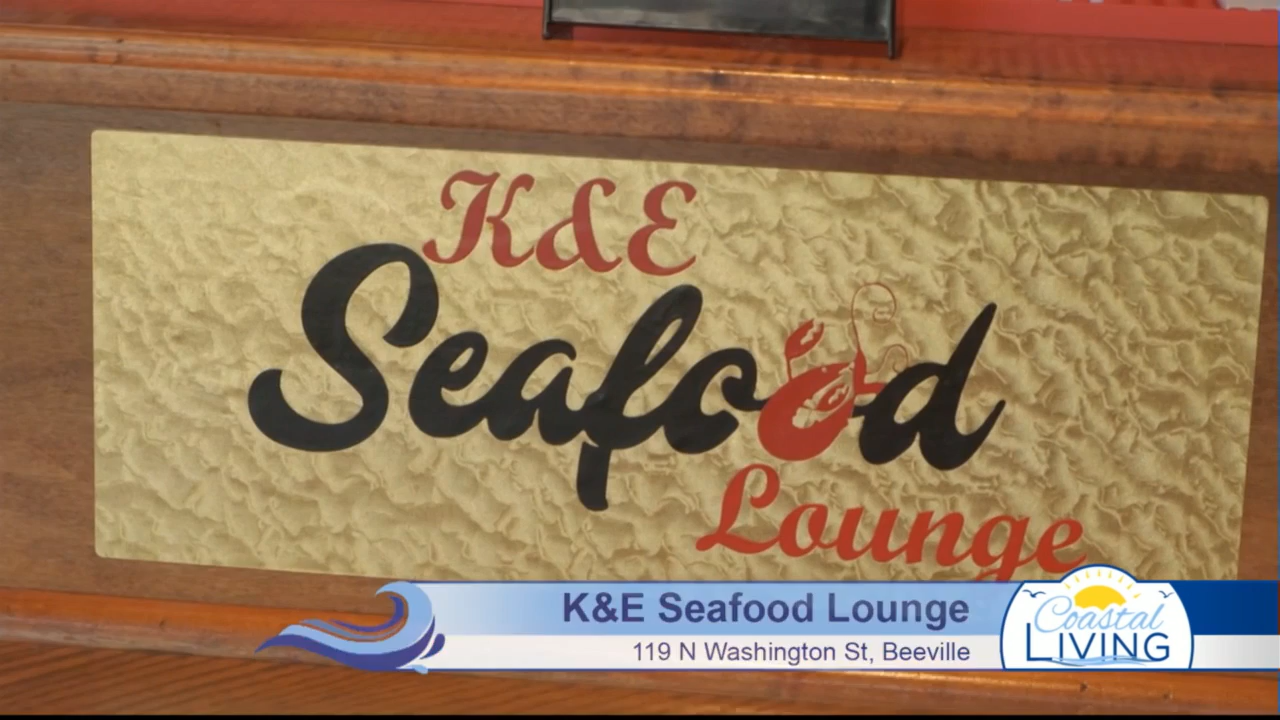 K&E
Seafood
Lounge
K&E Seafood Lounge
119 N Washington St, Beeville
Coastal
LIVING